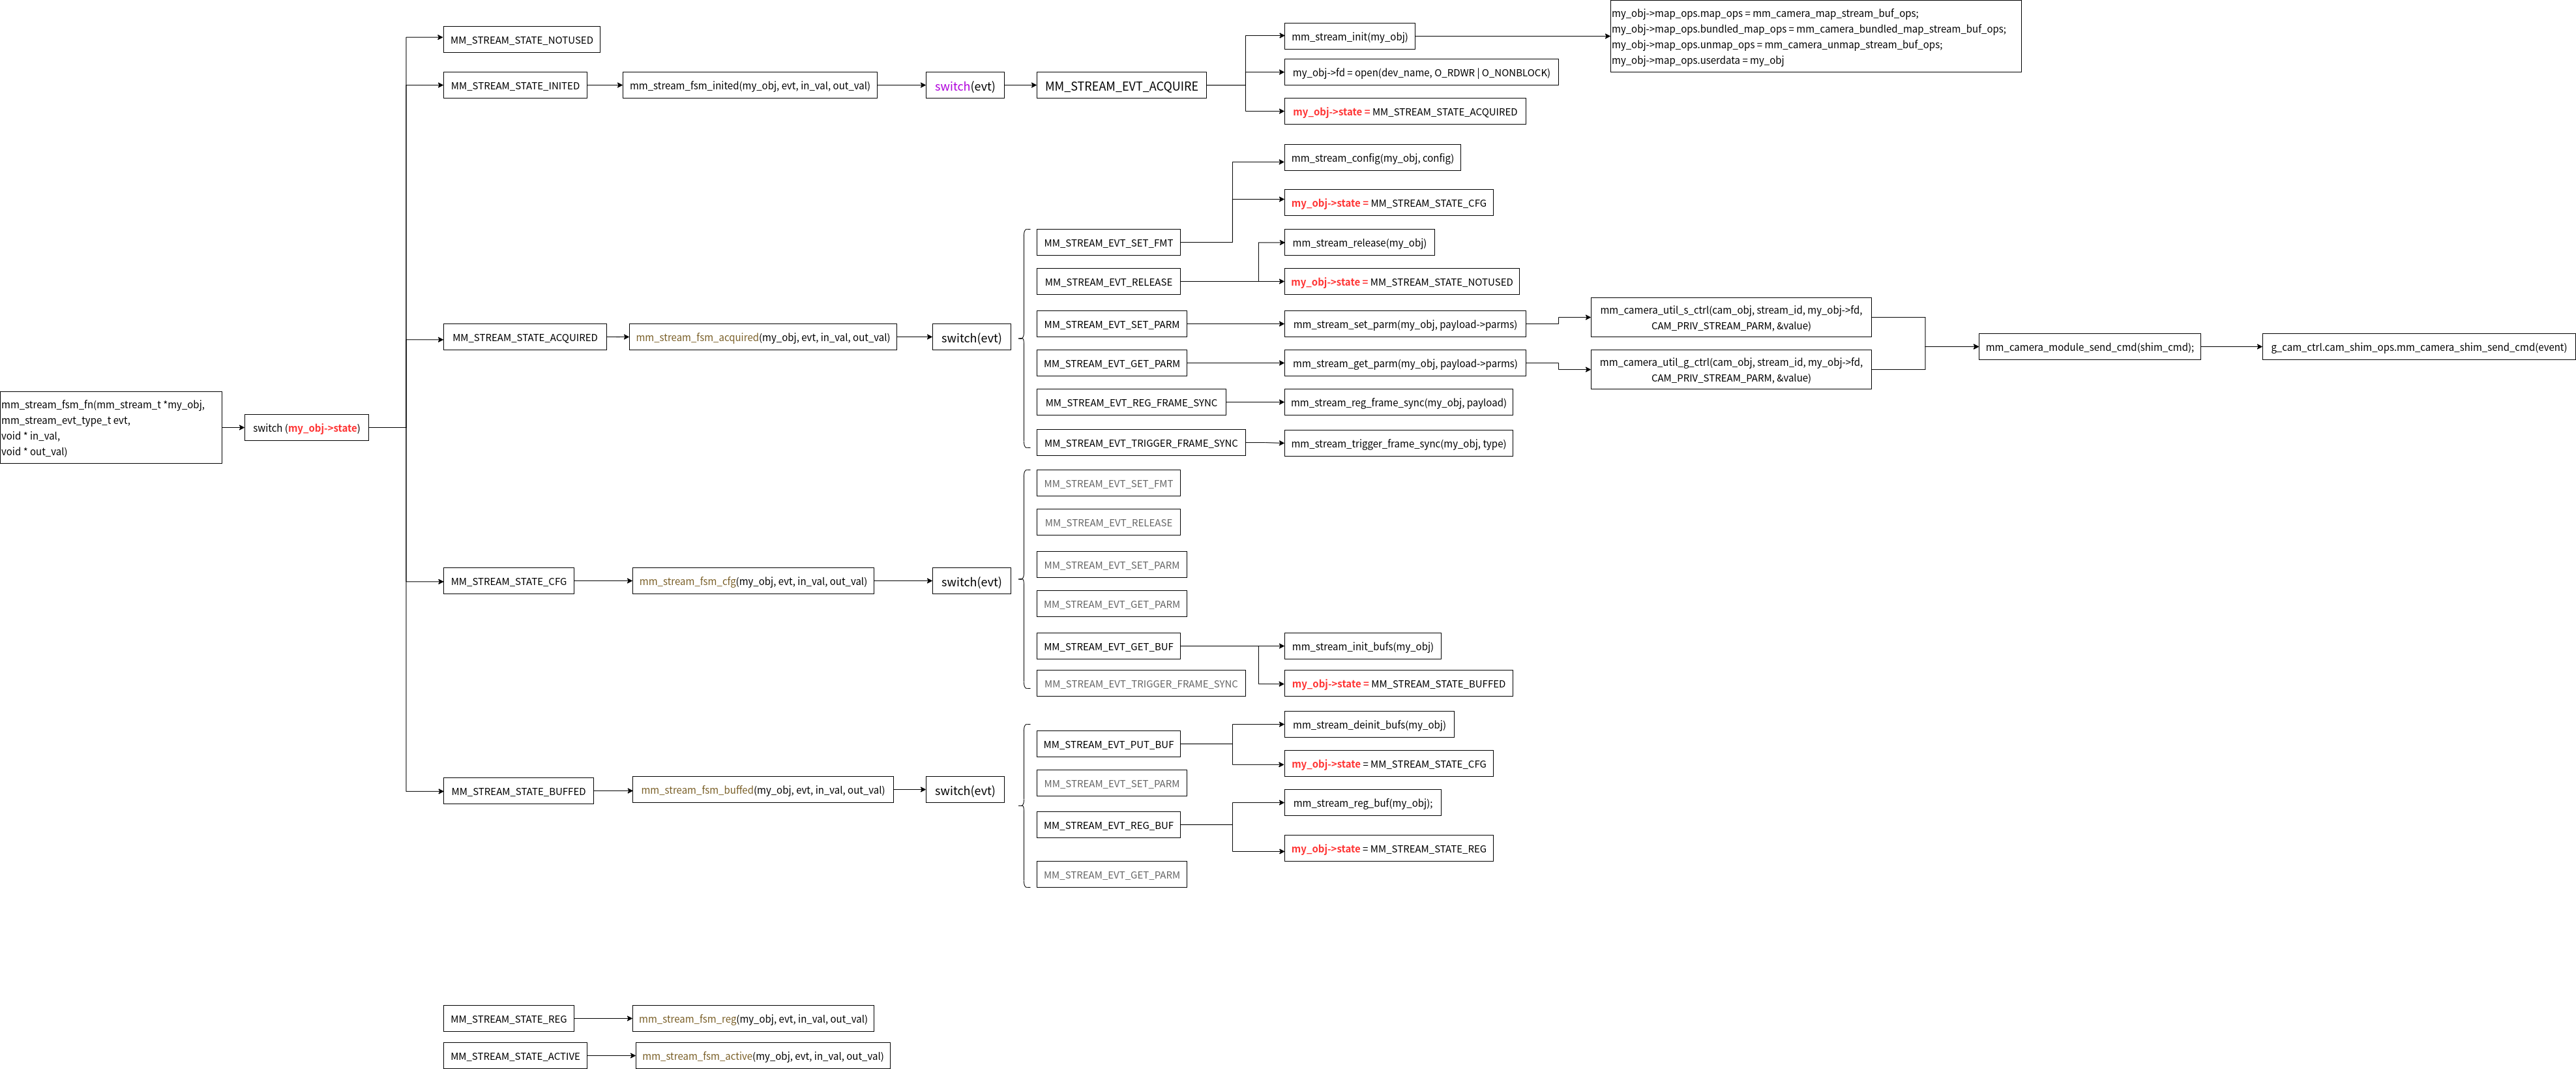 mm_stream_fsm_fn(mm_stream_t *my_obj,
mm_stream_evt_type_t evt,
void * in_val,
void * out_val)
switch (my_obj->state)
MM_STREAM_STATE_NOTUSED
MM_STREAM_STATE_INITED
mm_stream_fsm_inited(my_obj, evt, in_val, out_val)
switch(evt)
MM_STREAM_EVT_ACQUIRE
mm_stream_init(my_obj)
my_obj->map_ops.map_ops = mm_camera_map_stream_buf_ops;
my_obj->map_ops.bundled_map_ops = mm_camera_bundled_map_stream_buf_ops;
my_obj->map_ops.unmap_ops = mm_camera_unmap_stream_buf_ops;
my_obj->map_ops.userdata = my_obj
my_obj->fd = open(dev_name, O_RDWR | O_NONBLOCK)
my_obj->state = MM_STREAM_STATE_ACQUIRED
MM_STREAM_STATE_ACQUIRED
mm_stream_fsm_acquired(my_obj, evt, in_val, out_val)
switch(evt)
MM_STREAM_EVT_SET_FMT
mm_stream_config(my_obj, config)
my_obj->state = MM_STREAM_STATE_CFG
MM_STREAM_EVT_RELEASE
mm_stream_release(my_obj)
my_obj->state = MM_STREAM_STATE_NOTUSED
MM_STREAM_EVT_SET_PARM
mm_stream_set_parm(my_obj, payload->parms)
mm_camera_util_s_ctrl(cam_obj, stream_id, my_obj->fd,
CAM_PRIV_STREAM_PARM, &value)
MM_STREAM_EVT_GET_PARM
mm_stream_get_parm(my_obj, payload->parms)
mm_camera_util_g_ctrl(cam_obj, stream_id, my_obj->fd,
CAM_PRIV_STREAM_PARM, &value)
mm_camera_module_send_cmd(shim_cmd);
g_cam_ctrl.cam_shim_ops.mm_camera_shim_send_cmd(event)
MM_STREAM_EVT_REG_FRAME_SYNC
mm_stream_reg_frame_sync(my_obj, payload)
MM_STREAM_EVT_TRIGGER_FRAME_SYNC
mm_stream_trigger_frame_sync(my_obj, type)
MM_STREAM_STATE_CFG
mm_stream_fsm_cfg(my_obj, evt, in_val, out_val)
switch(evt)
MM_STREAM_EVT_SET_FMT
MM_STREAM_EVT_RELEASE
MM_STREAM_EVT_SET_PARM
MM_STREAM_EVT_GET_PARM
MM_STREAM_EVT_GET_BUF
mm_stream_init_bufs(my_obj)
my_obj->state = MM_STREAM_STATE_BUFFED
MM_STREAM_EVT_TRIGGER_FRAME_SYNC
MM_STREAM_STATE_BUFFED
mm_stream_fsm_buffed(my_obj, evt, in_val, out_val)
switch(evt)
MM_STREAM_EVT_PUT_BUF
mm_stream_deinit_bufs(my_obj)
my_obj->state = MM_STREAM_STATE_CFG
MM_STREAM_EVT_SET_PARM
MM_STREAM_EVT_REG_BUF
mm_stream_reg_buf(my_obj);
my_obj->state = MM_STREAM_STATE_REG
MM_STREAM_EVT_GET_PARM
MM_STREAM_STATE_REG
mm_stream_fsm_reg(my_obj, evt, in_val, out_val)
MM_STREAM_STATE_ACTIVE
mm_stream_fsm_active(my_obj, evt, in_val, out_val)